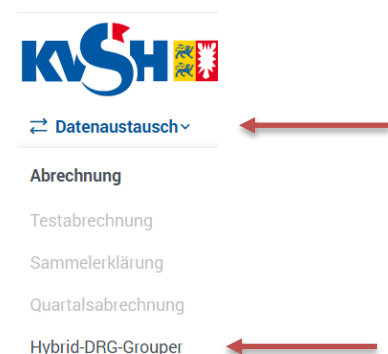 KVSH
Datenaustausch
Abrechnung
Testabrechnung
Sammelerklärung
Quartalsabrechnung
Hybrid-DRG-Grouper